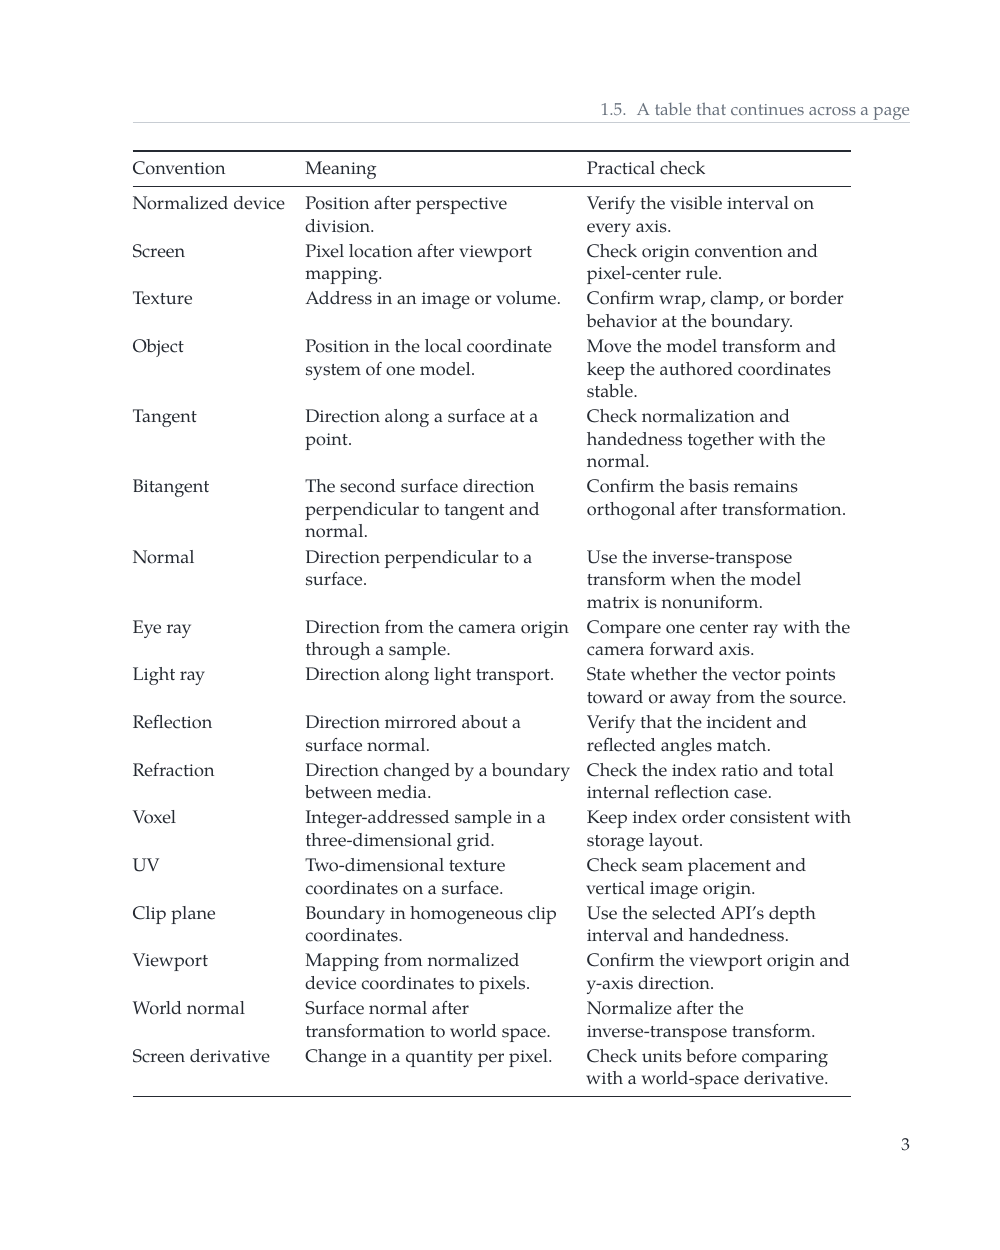 1.5. A table that continues across a page
Convention Meaning Practical check
Normalized device Position after perspective Verify the visible interval on
division. every axis.
Screen Pixel location after viewport Check origin convention and
mapping. pixel-center rule.
Texture Address in an image or volume. Confirm wrap, clamp, or border
behavior at the boundary.
Object Position in the local coordinate Move the model transform and
system of one model. keep the authored coordinates
stable.
Tangent Direction along a surface at a Check normalization and
point. handedness together with the
normal.
Bitangent The second surface direction Confirm the basis remains
perpendicular to tangent and orthogonal after transformation.
normal.
Normal Direction perpendicular to a Use the inverse-transpose
surface. transform when the model
matrix is nonuniform.
Eye ray Direction from the camera origin Compare one center ray with the
through a sample. camera forward axis.
Light ray Direction along light transport. State whether the vector points
toward or away from the source.
Reflection Direction mirrored about a Verify that the incident and
surface normal. reflected angles match.
Refraction Direction changed by a boundary Check the index ratio and total
between media. internal reflection case.
Voxel Integer-addressed sample in a Keep index order consistent with
three-dimensional grid. storage layout.
UV Two-dimensional texture Check seam placement and
coordinates on a surface. vertical image origin.
Clip plane Boundary in homogeneous clip Use the selected API’s depth
coordinates. interval and handedness.
Viewport Mapping from normalized Confirm the viewport origin and
device coordinates to pixels. y-axis direction.
World normal Surface normal after Normalize after the
transformation to world space. inverse-transpose transform.
Screen derivative Change in a quantity per pixel. Check units before comparing
with a world-space derivative.
3